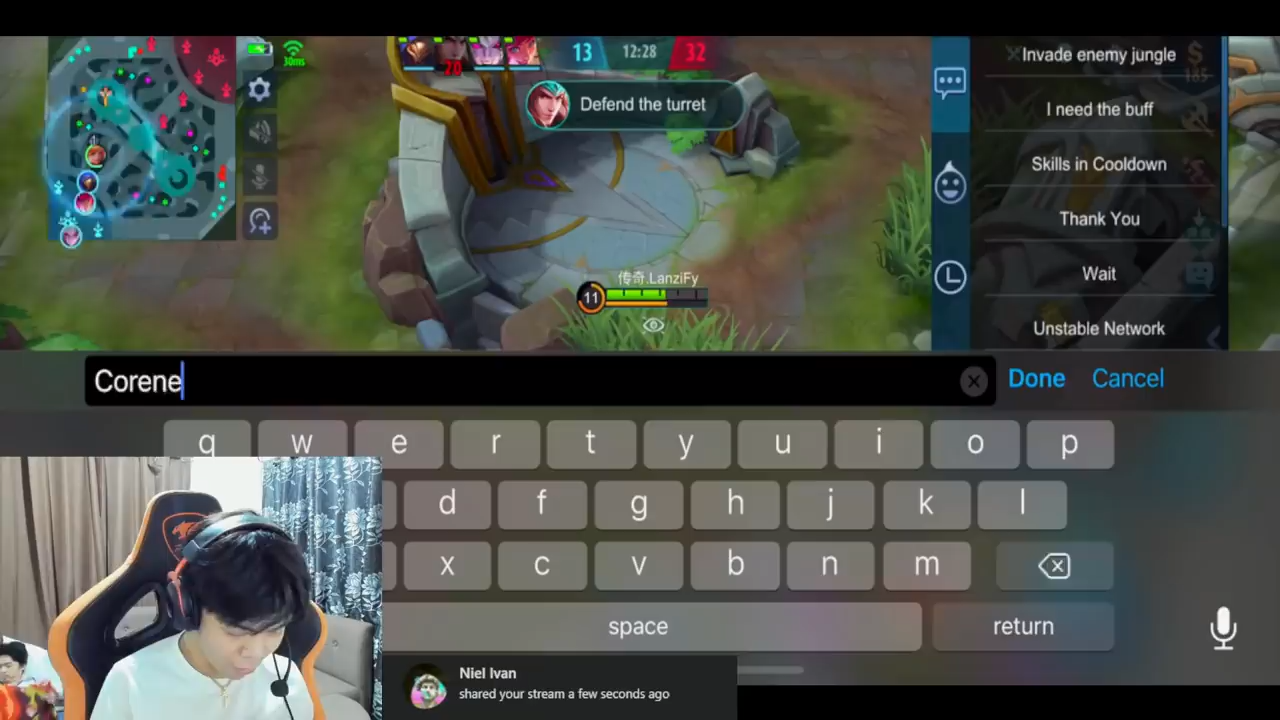 30ms
20
13
12:28
32
Defend the turret
Invade enemy jungle
I need the buff
Skills in Cooldown
Thank You
Wait
Unstable Network
传奇.LanziFy
11
Corene
Done
Cancel
q w e r t y u i o p
d f g h j k l
x c v b n m
space
return
Niel Ivan
shared your stream a few seconds ago